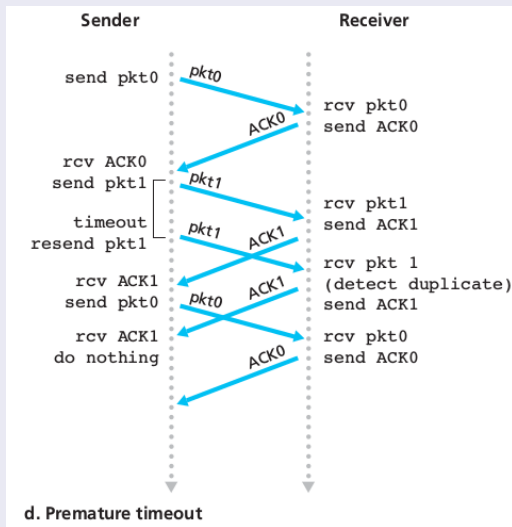 Sender
Receiver
send pkt0
pkt0
rcv pkt0
send ACK0
ACK0
rcv ACK0
send pkt1
pkt1
rcv pkt1
send ACK1
timeout
resend pkt1
pkt1
ACK1
rcv pkt 1
(detect duplicate)
send ACK1
rcv ACK1
send pkt0
pkt0
ACK1
rcv ACK1
do nothing
rcv pkt0
send ACK0
ACK0
d. Premature timeout